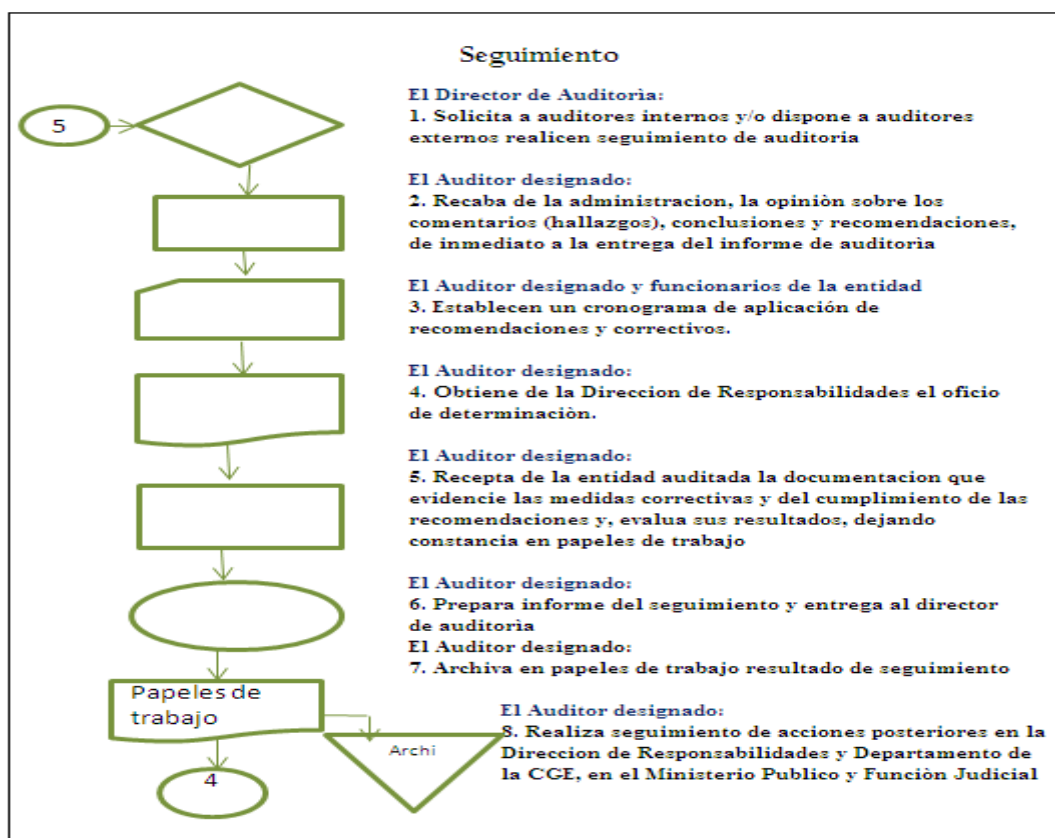 Seguimiento
5
El Director de Auditorìa:
1. Solicita a auditores internos y/o dispone a auditores
externos realicen seguimiento de auditoria
El Auditor designado:
2. Recaba de la administracion, la opiniòn sobre los
comentarios (hallazgos), conclusiones y recomendaciones,
de inmediato a la entrega del informe de auditorìa
El Auditor designado y funcionarios de la entidad
3. Establecen un cronograma de aplicación de
recomendaciones y correctivos.
El Auditor designado:
4. Obtiene de la Direccion de Responsabilidades el oficio
de determinaciòn.
El Auditor designado:
5. Recepta de la entidad auditada la documentacion que
evidencie las medidas correctivas y del cumplimiento de las
recomendaciones y, evalua sus resultados, dejando
constancia en papeles de trabajo
El Auditor designado:
6. Prepara informe del seguimiento y entrega al director
de auditorìa
El Auditor designado:
7. Archiva en papeles de trabajo resultado de seguimiento
Papeles de
trabajo
Archi
4
El Auditor designado:
8. Realiza seguimiento de acciones posteriores en la
Direccion de Responsabilidades y Departamento de
la CGE, en el Ministerio Publico y Funciòn Judicial